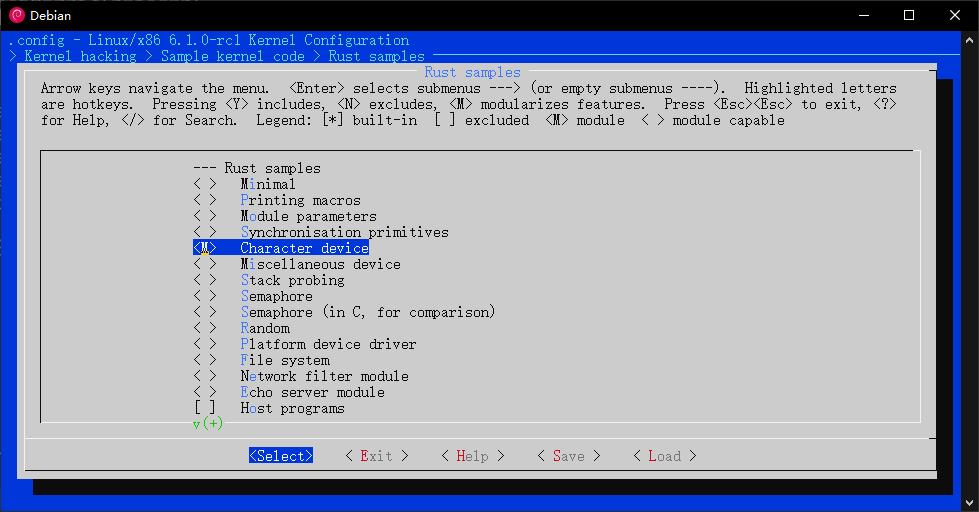 Debian
.config - Linux/x86 6.1.0-rc1 Kernel Configuration
> Kernel hacking > Sample kernel code > Rust samples
Rust samples
Arrow keys navigate the menu.  <Enter> selects submenus ---> (or empty submenus ----).  Highlighted letters
are hotkeys.  Pressing <Y> includes, <N> excludes, <M> modularizes features.  Press <Esc><Esc> to exit, <?>
for Help, </> for Search.  Legend: [*] built-in  [ ] excluded  <M> module  < > module capable
--- Rust samples
< >   Minimal
< >   Printing macros
< >   Module parameters
< >   Synchronisation primitives
<M>   Character device
< >   Miscellaneous device
< >   Stack probing
< >   Semaphore
< >   Semaphore (in C, for comparison)
< >   Random
< >   Platform device driver
< >   File system
< >   Network filter module
< >   Echo server module
[ ]   Host programs
v(+)
<Select>    < Exit >    < Help >    < Save >    < Load >